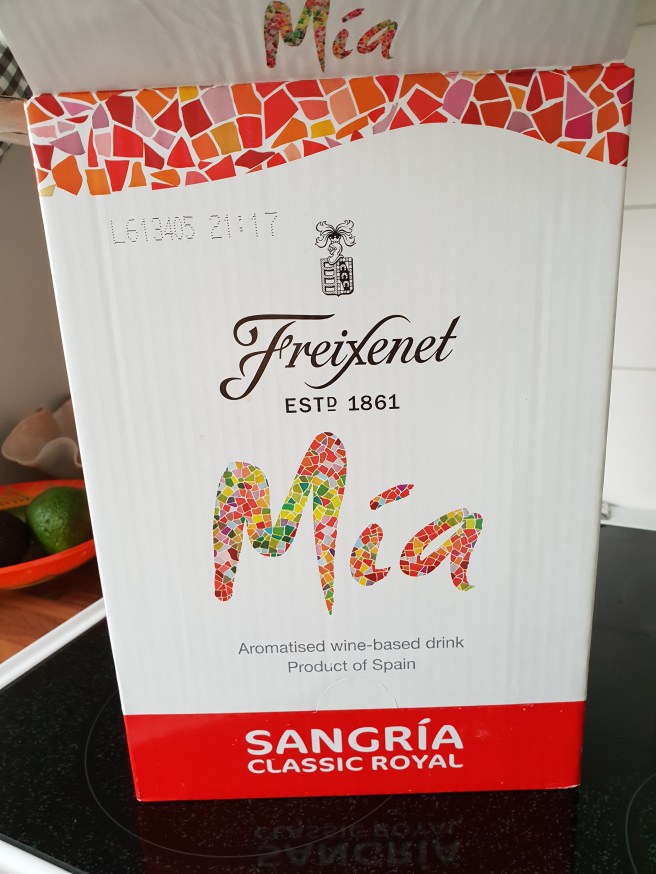 Mía
L613405 21:17
Freixenet
ESTD 1861
Mía
Aromatised wine-based drink
Product of Spain
SANGRÍA
CLASSIC ROYAL